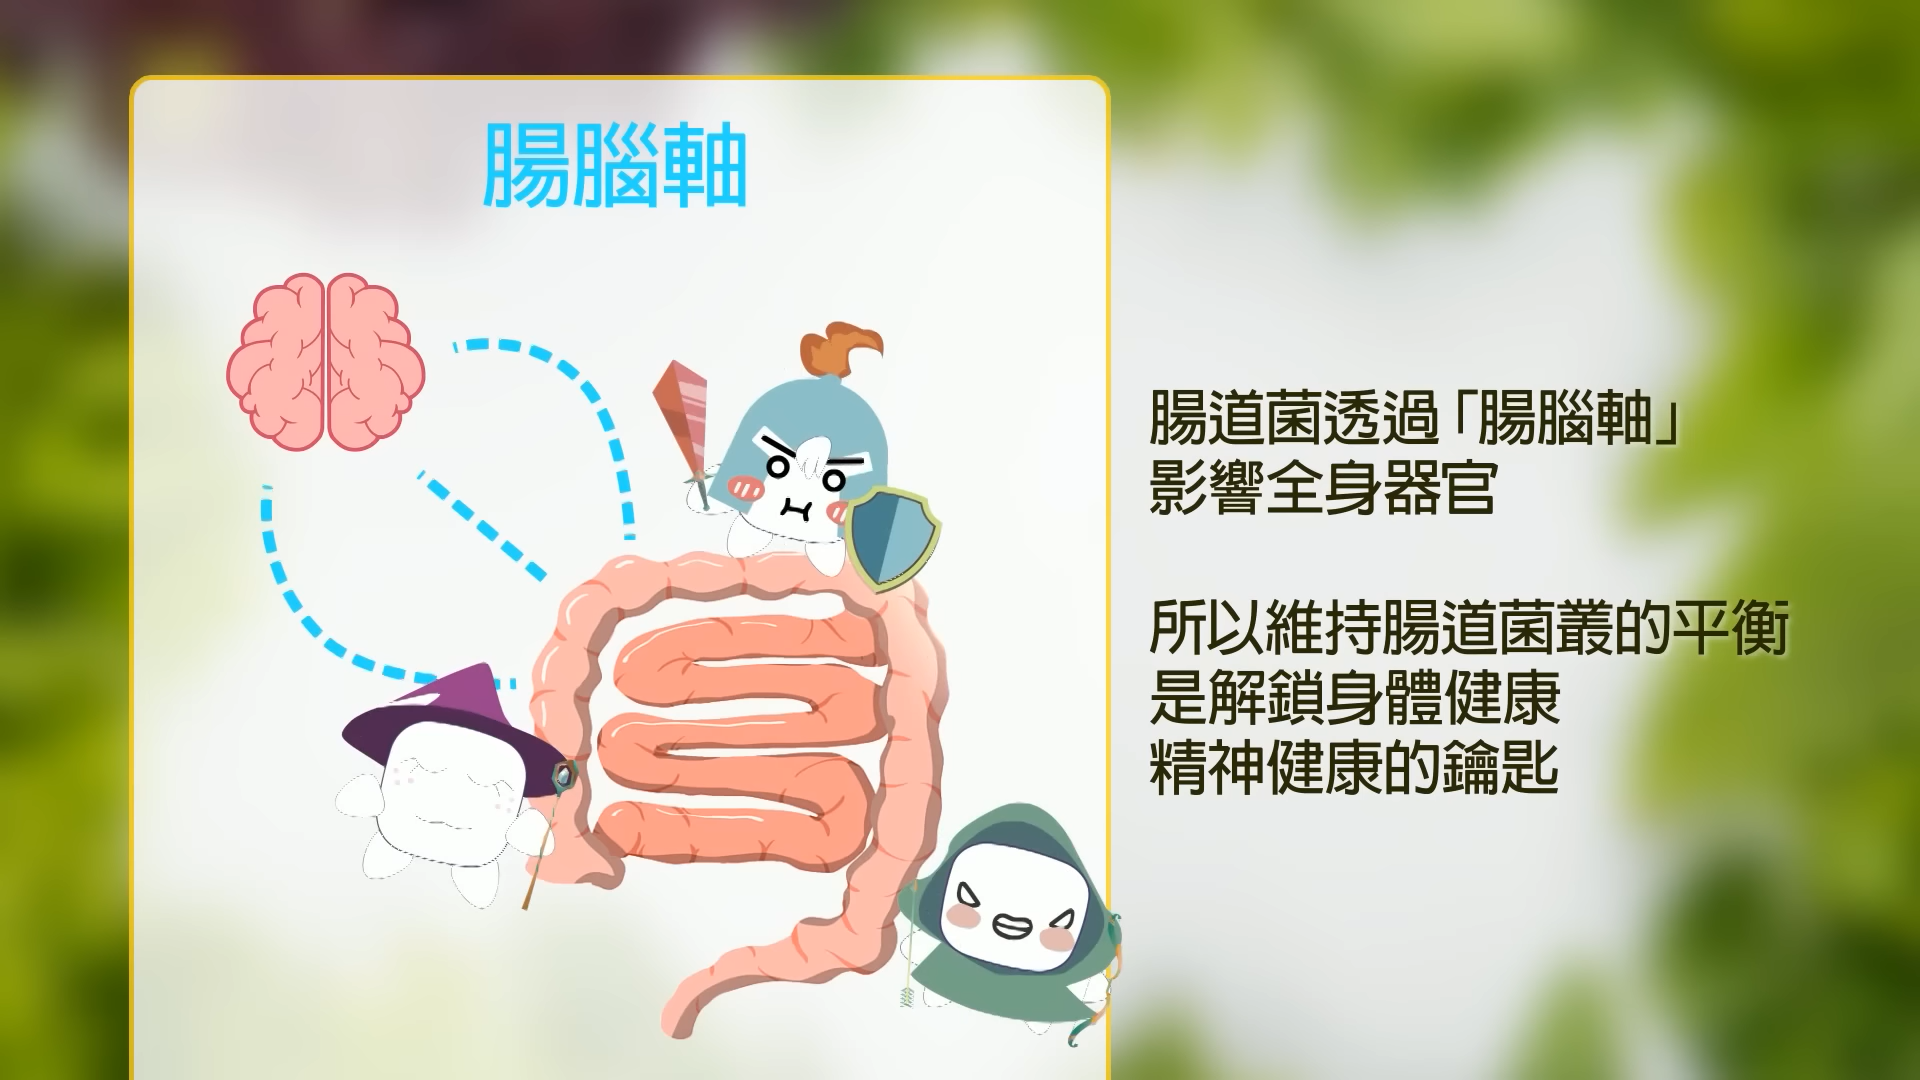 腸腦軸
腸道菌透過「腸腦軸」
影響全身器官
所以維持腸道菌叢的平衡
是解鎖身體健康
精神健康的鑰匙